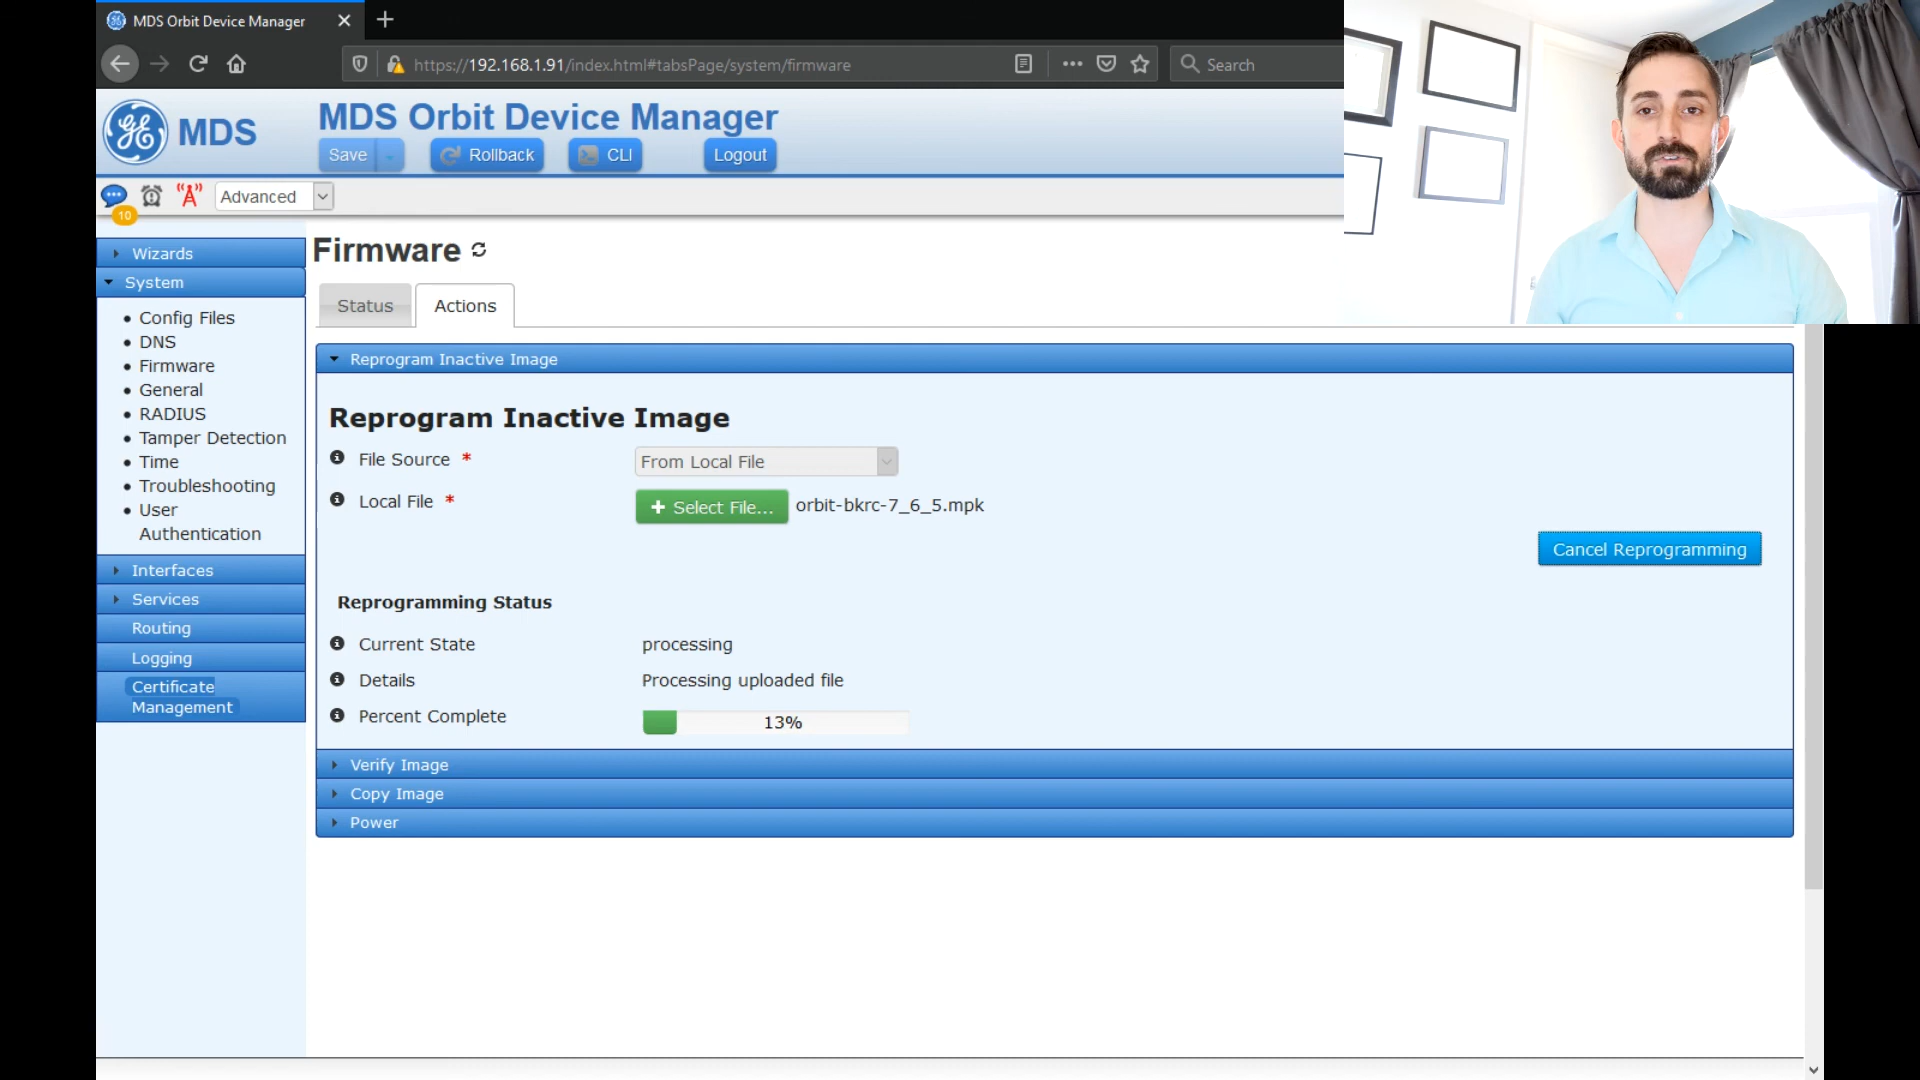 MDS Orbit Device Manager
https://192.168.1.91/index.html#tabsPage/system/firmware
Search
MDS
MDS Orbit Device Manager
Save
Rollback
CLI
Logout
10
Advanced
Wizards
System
Config Files
DNS
Firmware
General
RADIUS
Tamper Detection
Time
Troubleshooting
User
Authentication
Interfaces
Services
Routing
Logging
Certificate
Management
Firmware
Status
Actions
Reprogram Inactive Image
Reprogram Inactive Image
File Source *
From Local File
Local File *
+ Select File...
orbit-bkrc-7_6_5.mpk
Cancel Reprogramming
Reprogramming Status
Current State
processing
Details
Processing uploaded file
Percent Complete
13%
Verify Image
Copy Image
Power